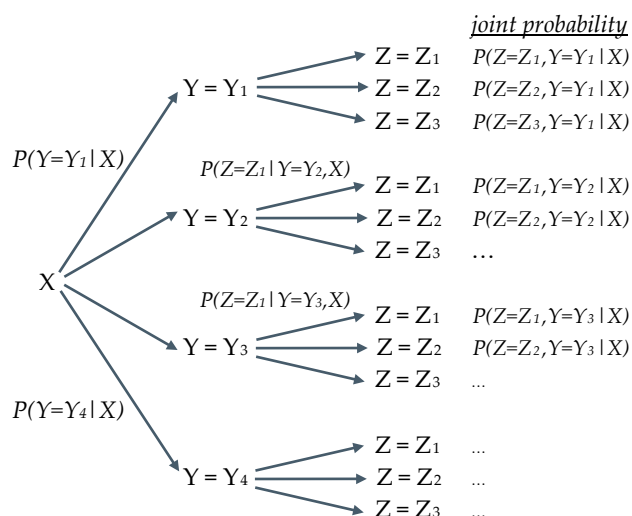 joint probability
Z = Z1 P(Z=Z1,Y=Y1|X)
Y = Y1 Z = Z2 P(Z=Z2,Y=Y1|X)
Z = Z3 P(Z=Z3,Y=Y1|X)
P(Y=Y1|X)
P(Z=Z1|Y=Y2,X)
Z = Z1 P(Z=Z1,Y=Y2|X)
Y = Y2 Z = Z2 P(Z=Z2,Y=Y2|X)
Z = Z3 ...
X
P(Z=Z1|Y=Y3,X)
Z = Z1 P(Z=Z1,Y=Y3|X)
Y = Y3 Z = Z2 P(Z=Z2,Y=Y3|X)
Z = Z3 ...
P(Y=Y4|X)
Z = Z1 ...
Y = Y4 Z = Z2 ...
Z = Z3 ...